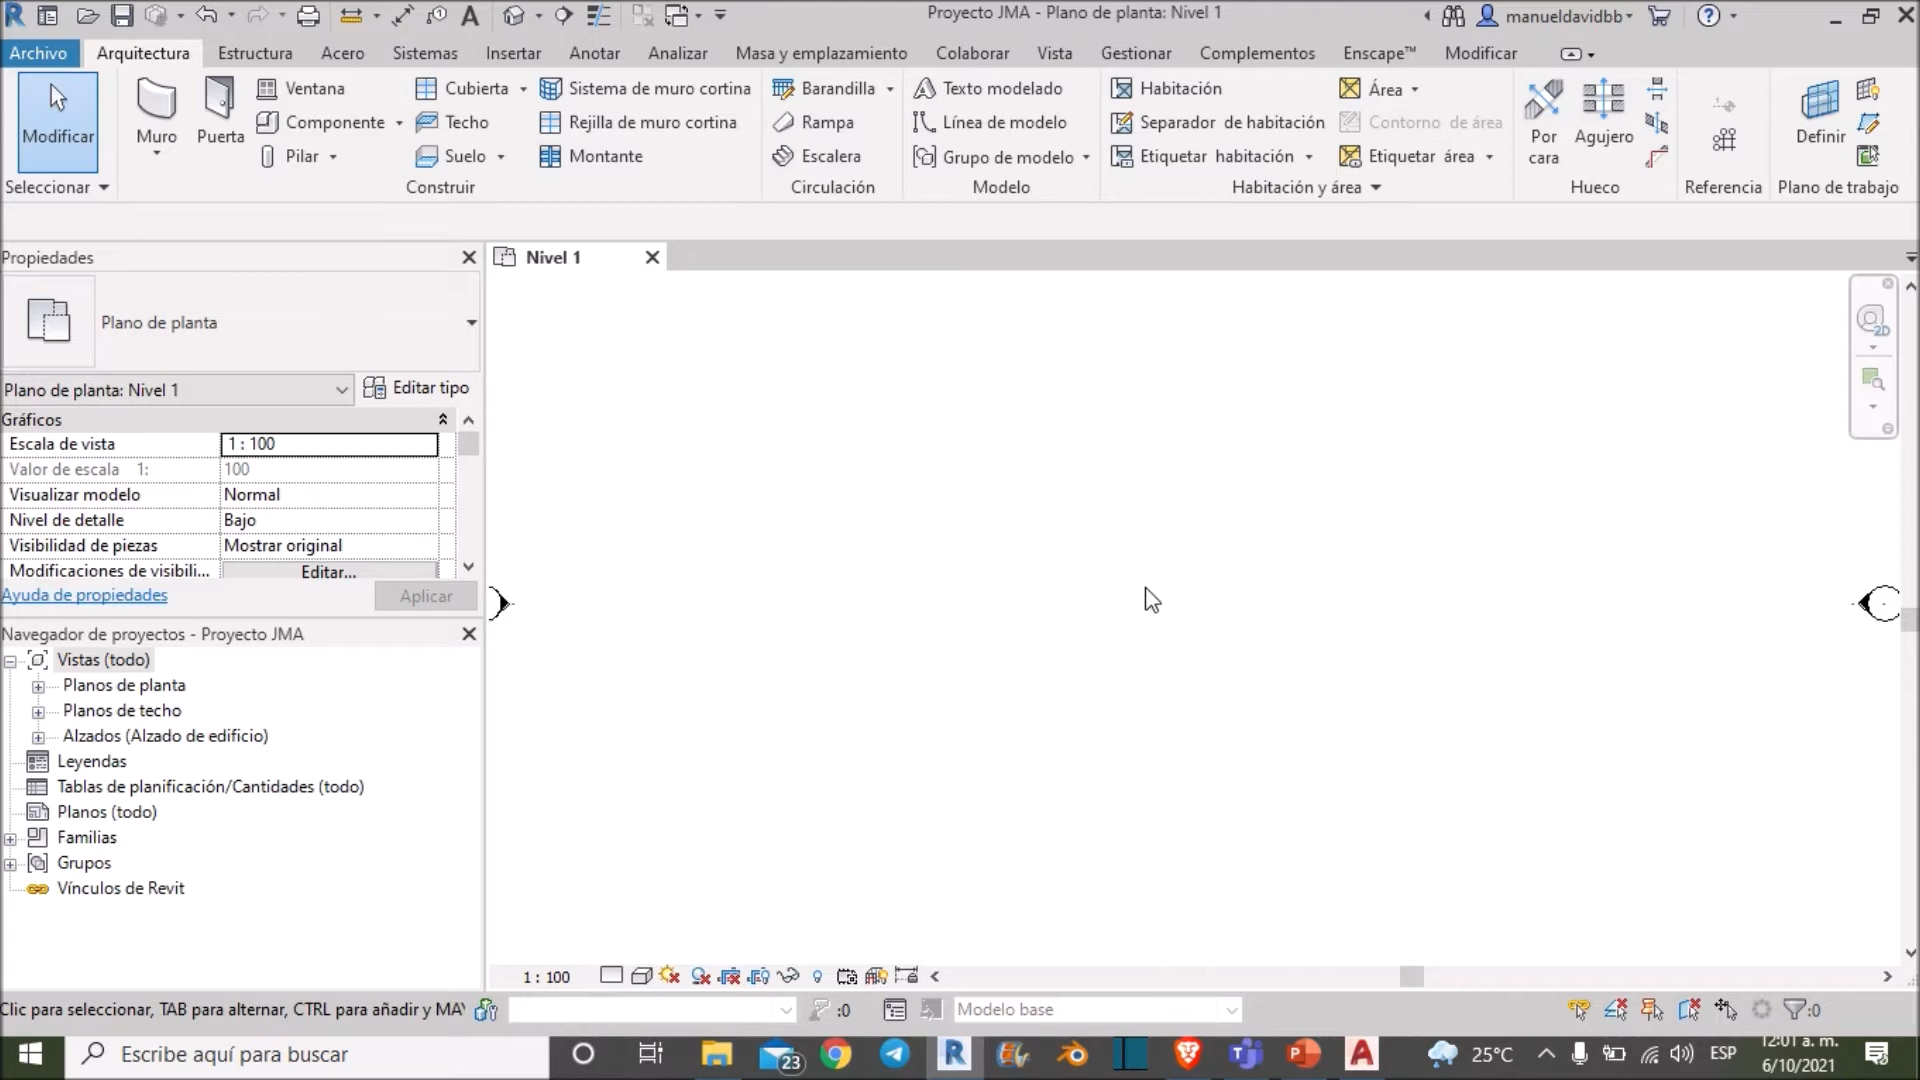 Proyecto JMA - Plano de planta: Nivel 1
manueldavidbb
Archivo Arquitectura Estructura Acero Sistemas Insertar Anotar Analizar Masa y emplazamiento Colaborar Vista Gestionar Complementos Enscape™ Modificar
Modificar
Muro
Puerta
Ventana
Componente
Pilar
Cubierta
Techo
Suelo
Sistema de muro cortina
Rejilla de muro cortina
Montante
Barandilla
Rampa
Escalera
Texto modelado
Línea de modelo
Grupo de modelo
Habitación
Separador de habitación
Etiquetar habitación
Área
Contorno de área
Etiquetar área
Por
cara
Agujero
Definir
Seleccionar
Construir
Circulación
Modelo
Habitación y área
Hueco
Referencia
Plano de trabajo
Propiedades
Nivel 1
Plano de planta
2D
Plano de planta: Nivel 1
Editar tipo
Gráficos
Escala de vista 1 : 100
Valor de escala 1: 100
Visualizar modelo Normal
Nivel de detalle Bajo
Visibilidad de piezas Mostrar original
Modificaciones de visibili... Editar...
Ayuda de propiedades
Aplicar
Navegador de proyectos - Proyecto JMA
Vistas (todo)
Planos de planta
Planos de techo
Alzados (Alzado de edificio)
Leyendas
Tablas de planificación/Cantidades (todo)
Planos (todo)
Familias
Grupos
Vínculos de Revit
1 : 100
Clic para seleccionar, TAB para alternar, CTRL para añadir y MAY
:0
Modelo base
:0
Escribe aquí para buscar
23
25°C
ESP
12:01 a. m.
6/10/2021